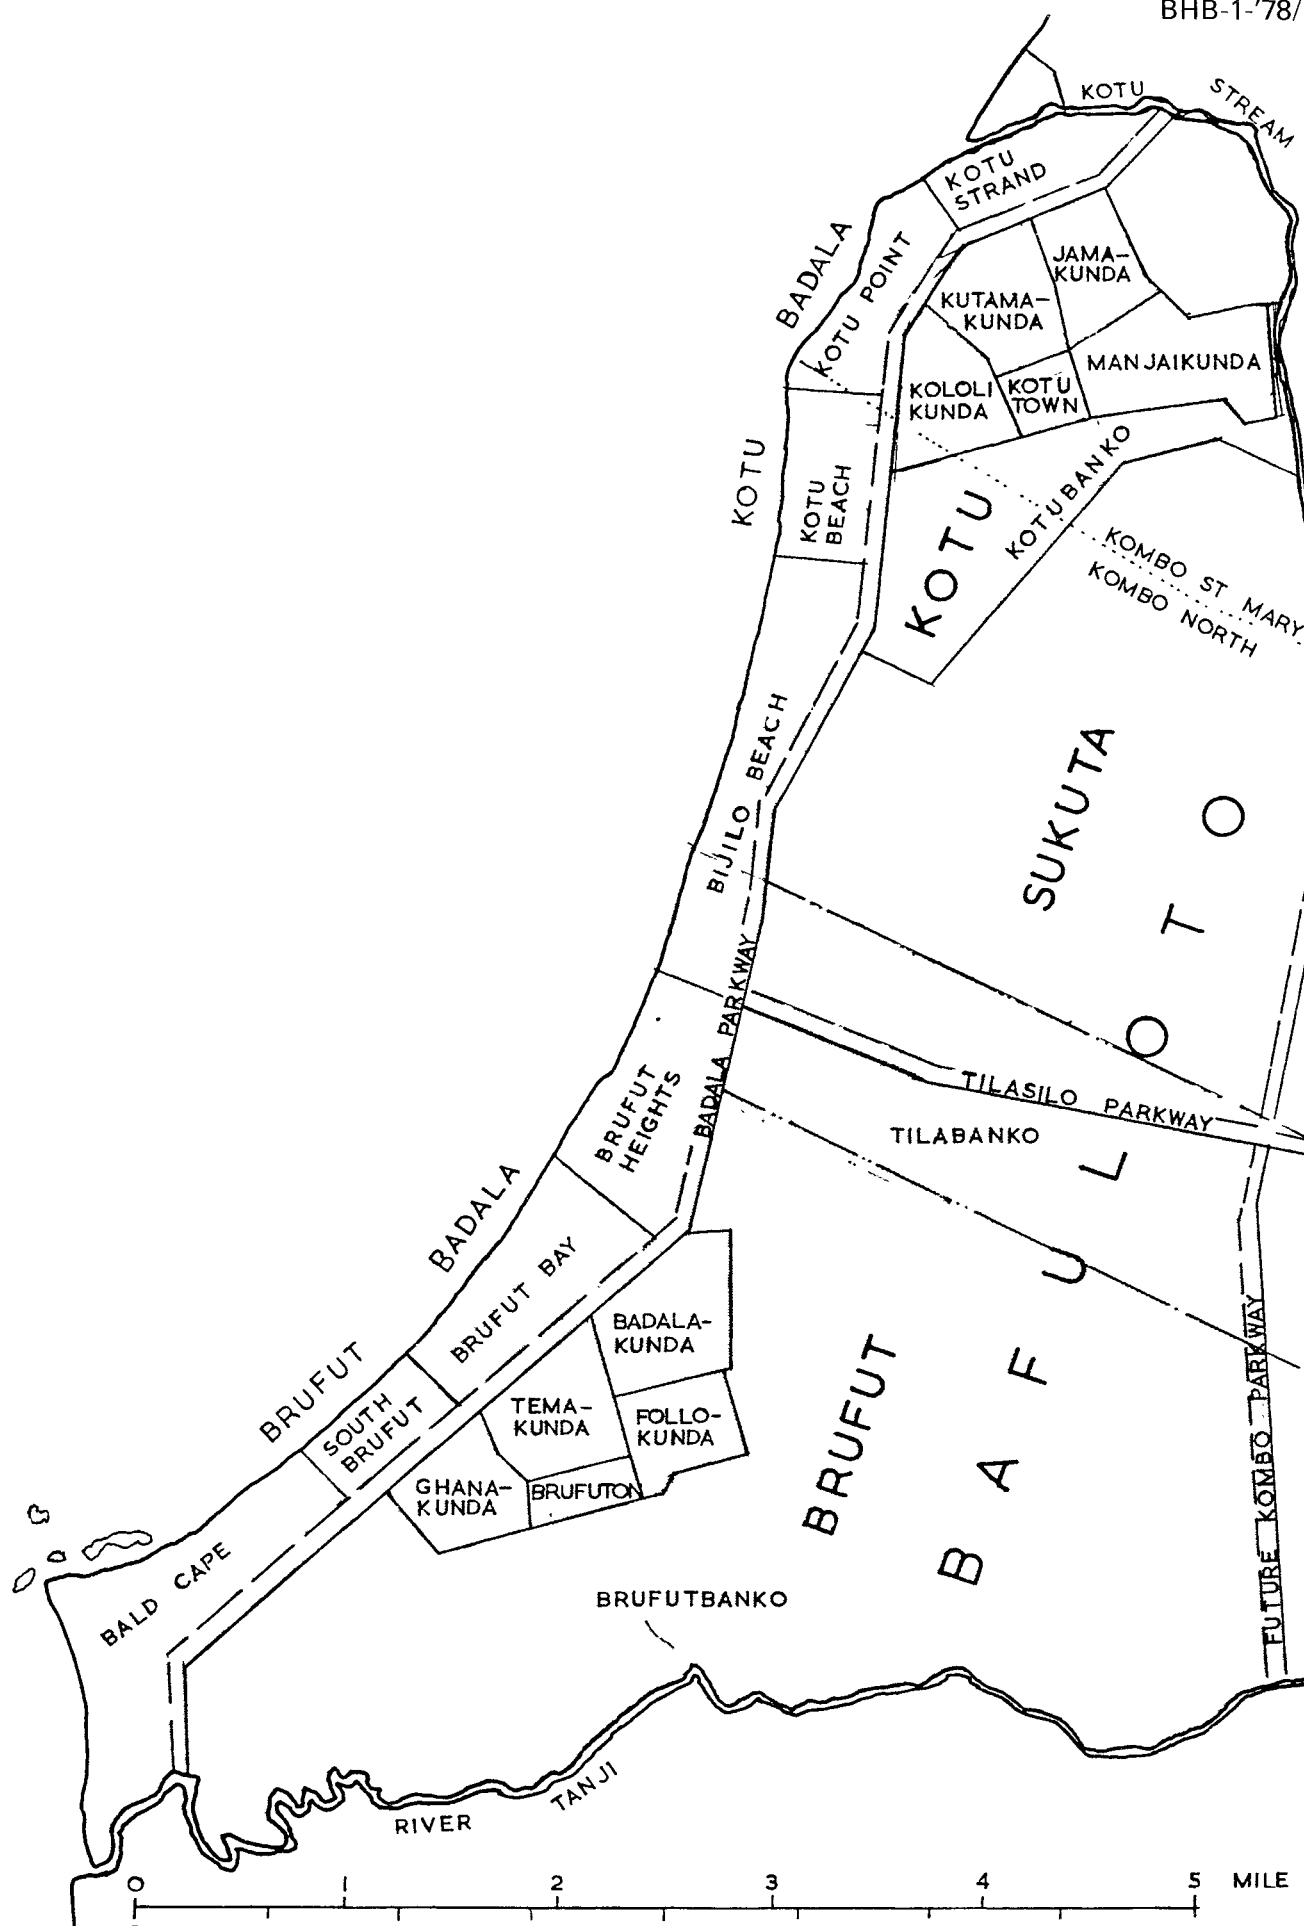 BHB-1-'78/
KOTU STREAM
KOTU
STRAND
BADALA
KOTU POINT
JAMA-
KUNDA
KUTAMA-
KUNDA
MANJAIKUNDA
KOLOLI
KUNDA
KOTU
TOWN
KOTU
KOTU
BEACH
KOTU
KOTUBANKO
KOMBO ST MARY
KOMBO NORTH
BIJILO BEACH
SUKUTA
O
T
O
L
U
F
A
B
BADALA PARKWAY
TILASILO PARKWAY
TILABANKO
BRUFUT
HEIGHTS
BADALA
BRUFUT BAY
BADALA-
KUNDA
FUTURE KOMBO PARKWAY
BRUFUT
BRUFUT
SOUTH
BRUFUT
TEMA-
KUNDA
FOLLO-
KUNDA
GHANA-
KUNDA
BRUFUTON
BALD CAPE
BRUFUTBANKO
RIVER TANJI
0 1 2 3 4 5 MILE